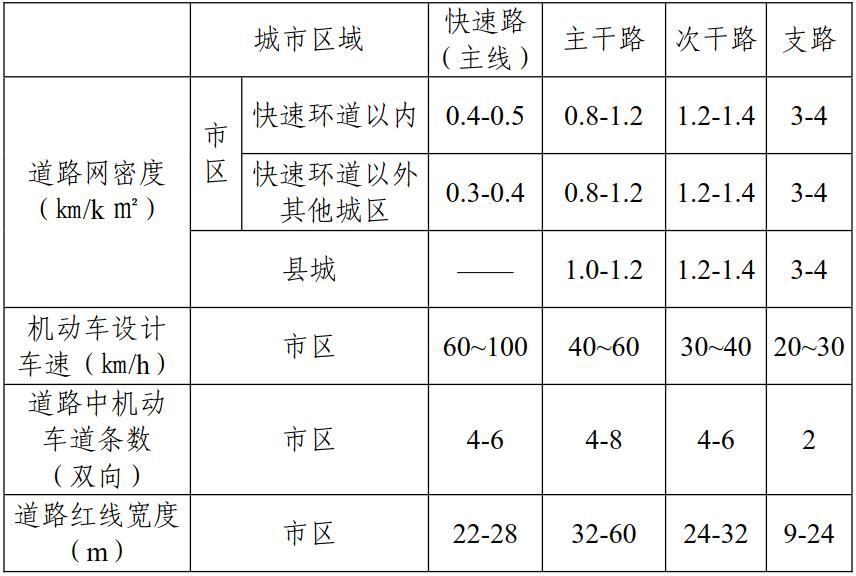 城市区域 快速路（主线） 主干路 次干路 支路
道路网密度（km/k㎡） 市区 快速环道以内 0.4-0.5 0.8-1.2 1.2-1.4 3-4
快速环道以外其他城区 0.3-0.4 0.8-1.2 1.2-1.4 3-4
县城 —— 1.0-1.2 1.2-1.4 3-4
机动车设计车速（km/h） 市区 60~100 40~60 30~40 20~30
道路中机动车道条数（双向） 市区 4-6 4-8 4-6 2
道路红线宽度（m） 市区 22-28 32-60 24-32 9-24